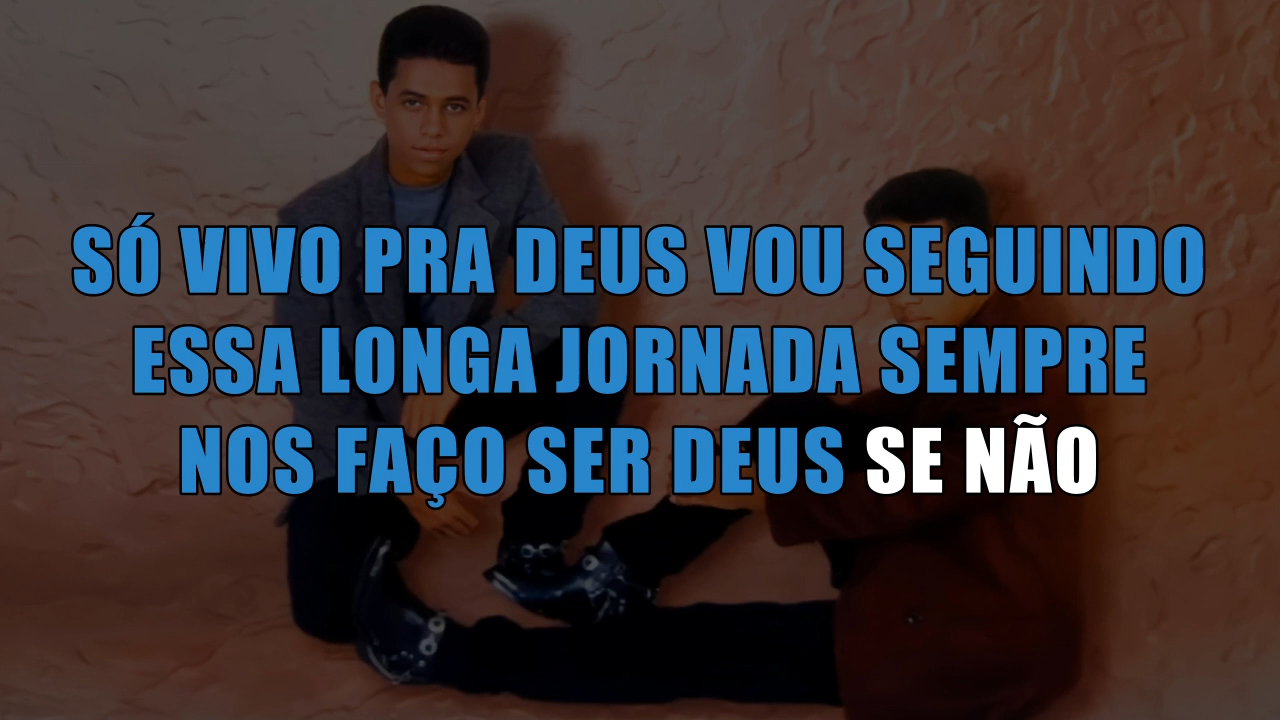 SÓ VIVO PRA DEUS VOU SEGUINDO
ESSA LONGA JORNADA SEMPRE
NOS FAÇO SER DEUS SE NÃO